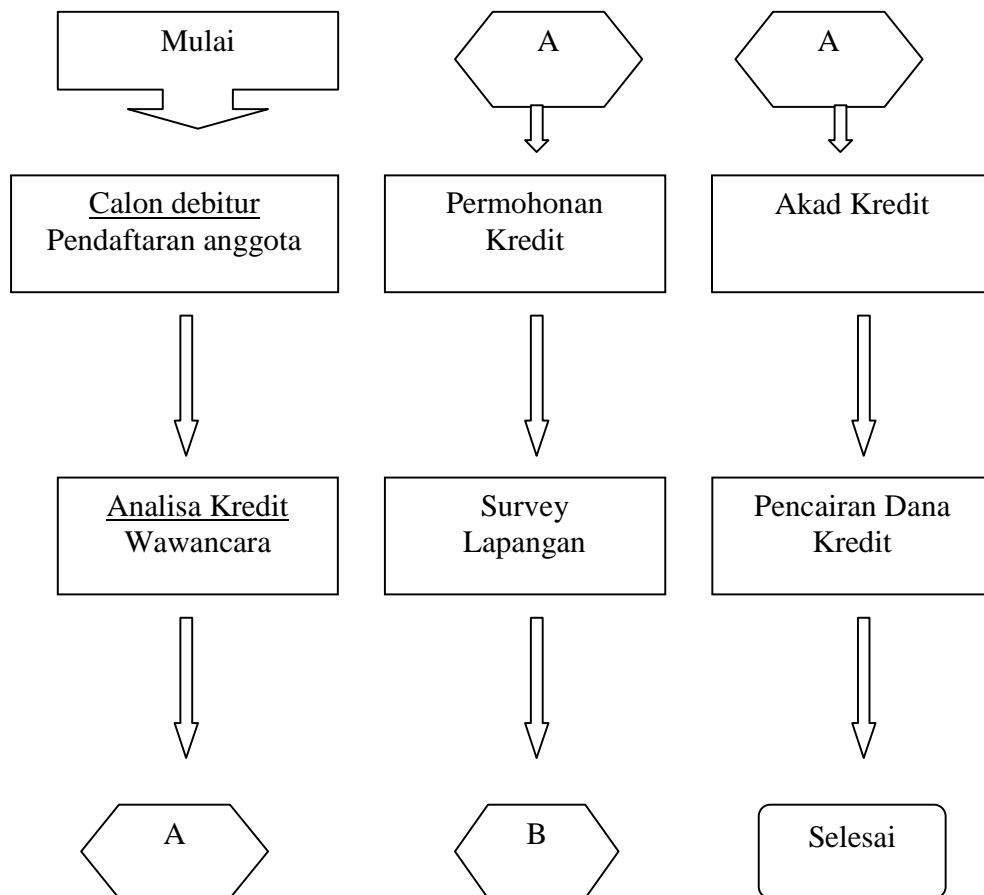 Mulai
Calon debitur
Pendaftaran anggota
Analisa Kredit
Wawancara
A
A
Permohonan
Kredit
Survey
Lapangan
B
A
Akad Kredit
Pencairan Dana
Kredit
Selesai